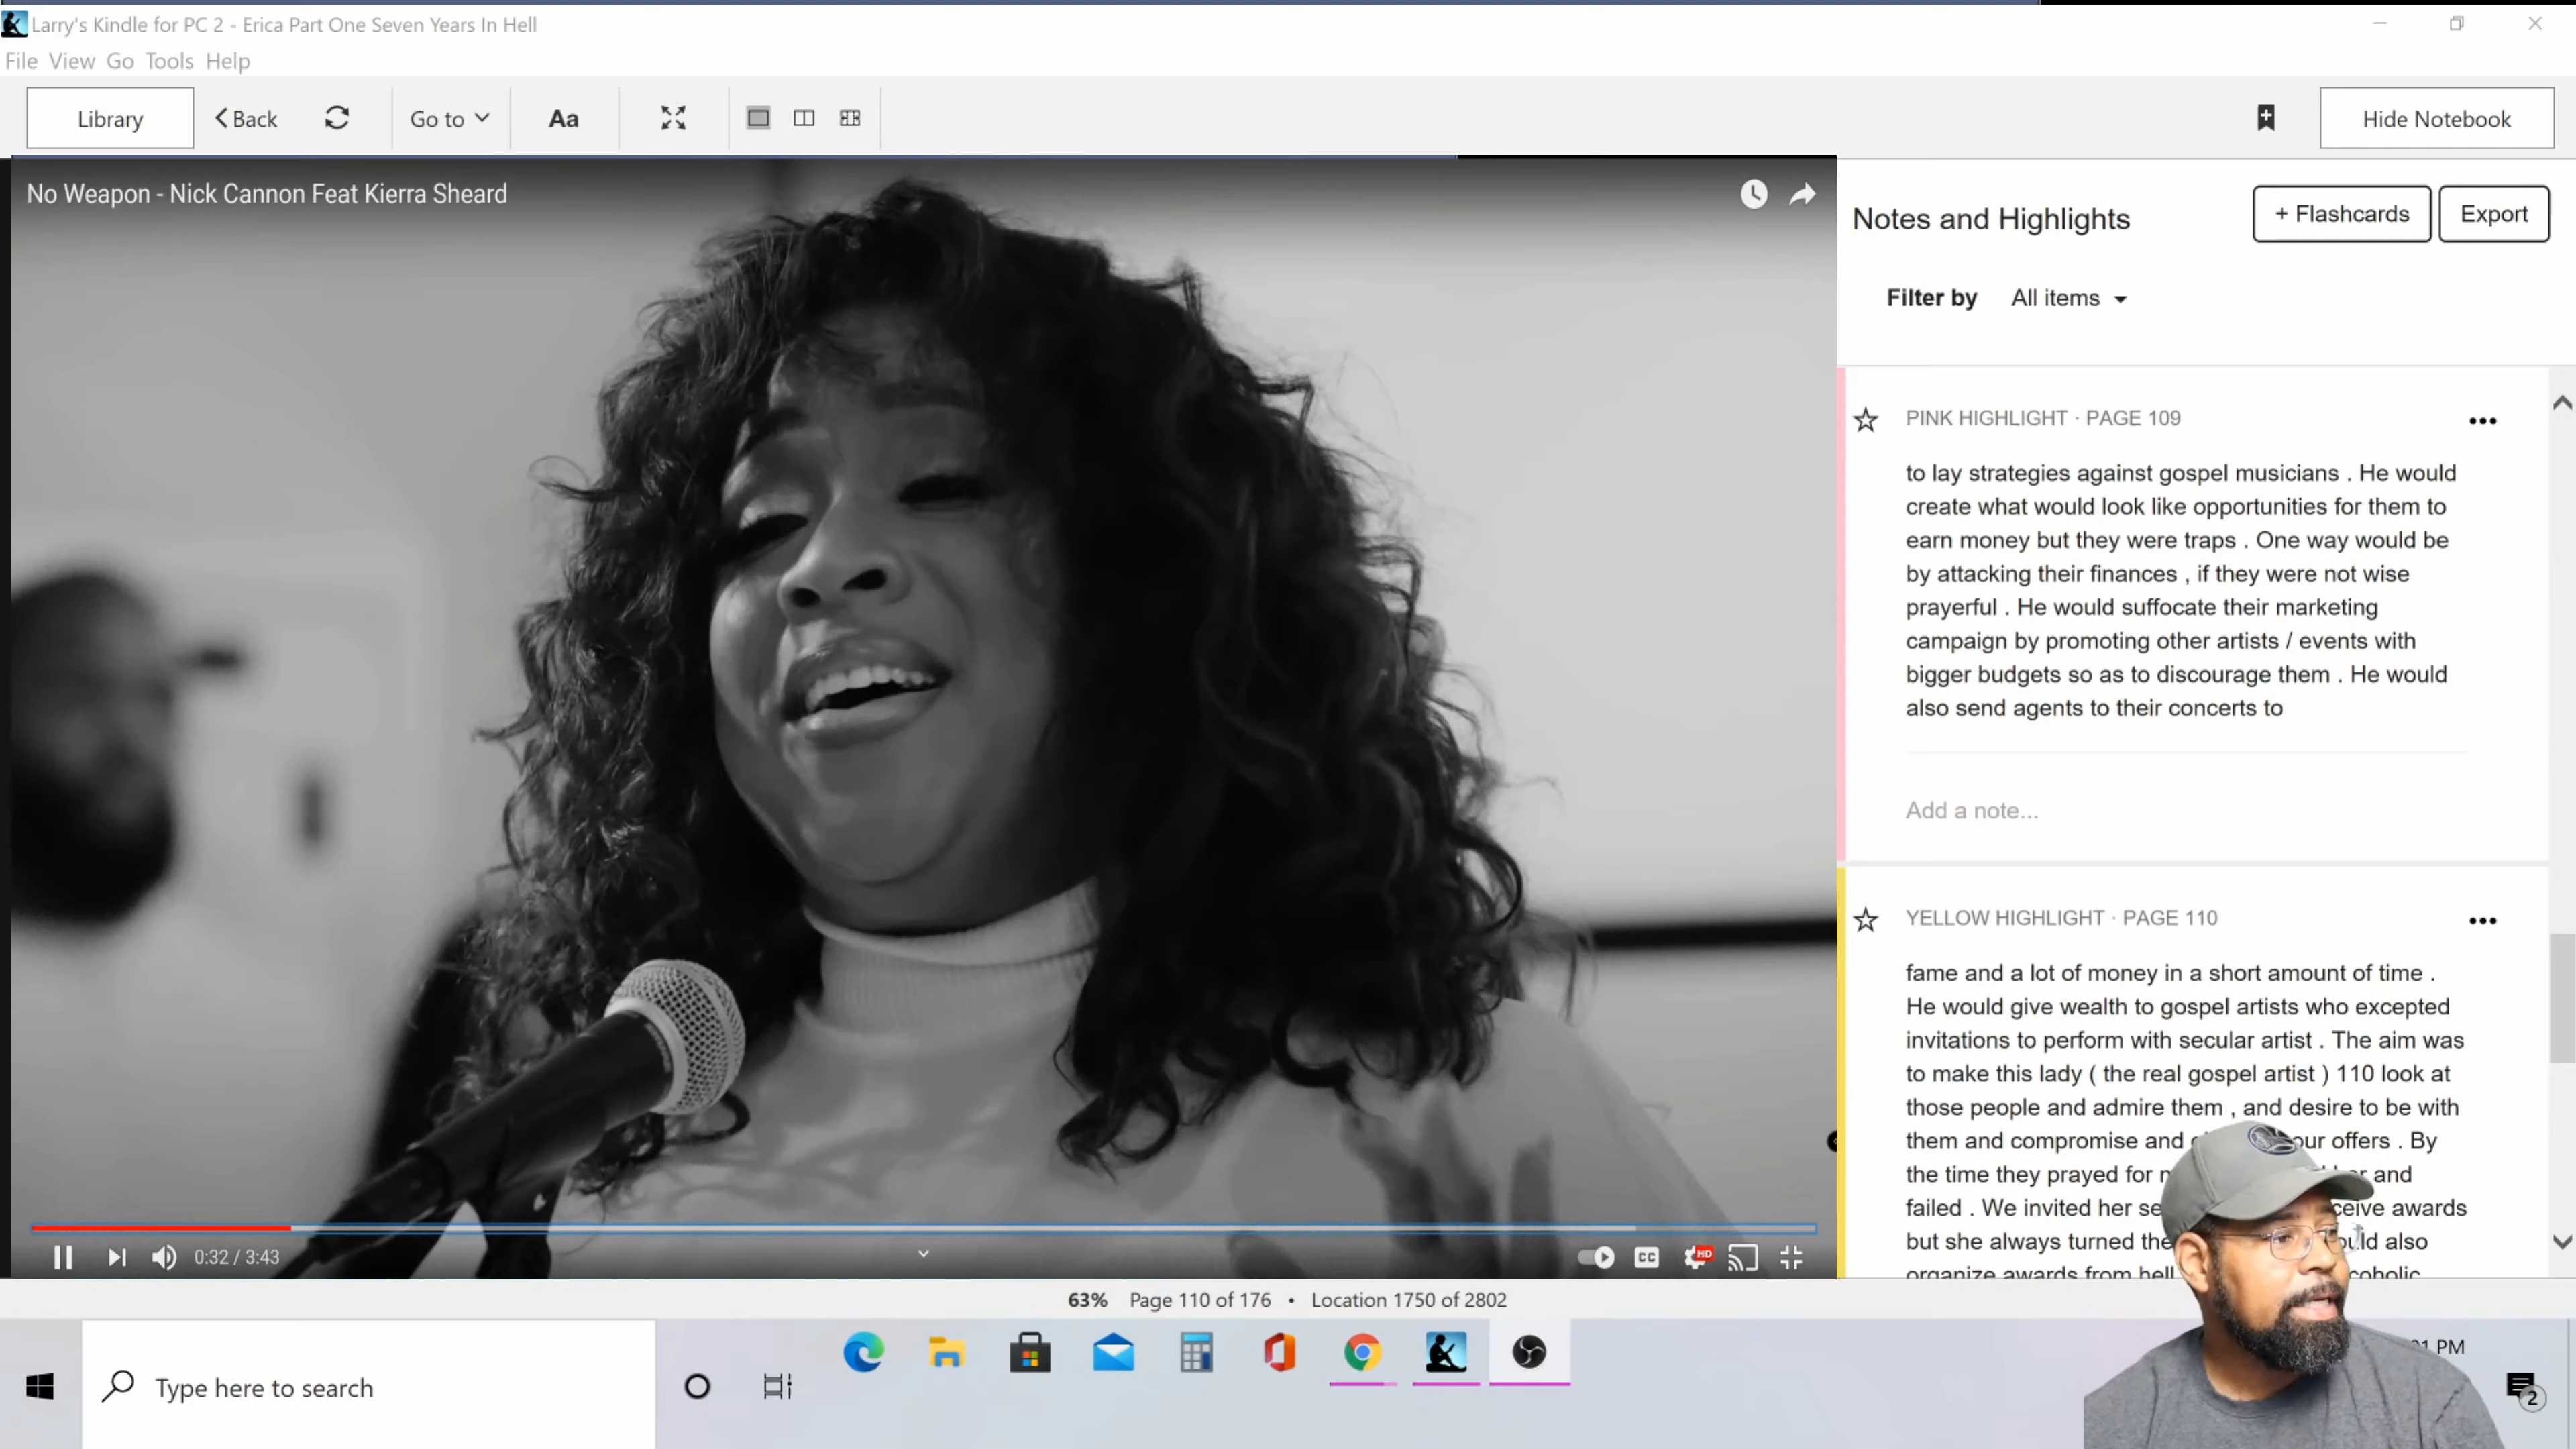 Larry's Kindle for PC 2 - Erica Part One Seven Years In Hell
File View Go Tools Help
Library
Back
Go to
Aa
Hide Notebook
No Weapon - Nick Cannon Feat Kierra Sheard
Notes and Highlights
+ Flashcards
Export
Filter by All items
PINK HIGHLIGHT · PAGE 109
to lay strategies against gospel musicians . He would
create what would look like opportunities for them to
earn money but they were traps . One way would be
by attacking their finances , if they were not wise
prayerful . He would suffocate their marketing
campaign by promoting other artists / events with
bigger budgets so as to discourage them . He would
also send agents to their concerts to
Add a note...
YELLOW HIGHLIGHT · PAGE 110
fame and a lot of money in a short amount of time .
He would give wealth to gospel artists who excepted
invitations to perform with secular artist . The aim was
to make this lady ( the real gospel artist ) 110 look at
those people and admire them , and desire to be with
them and compromise and our offers . By
the time they prayed for and
failed . We invited her awards
but she always turned also
organize awards from hell
0:32 / 3:43
CC
HD
63% Page 110 of 176 • Location 1750 of 2802
Type here to search
PM
2